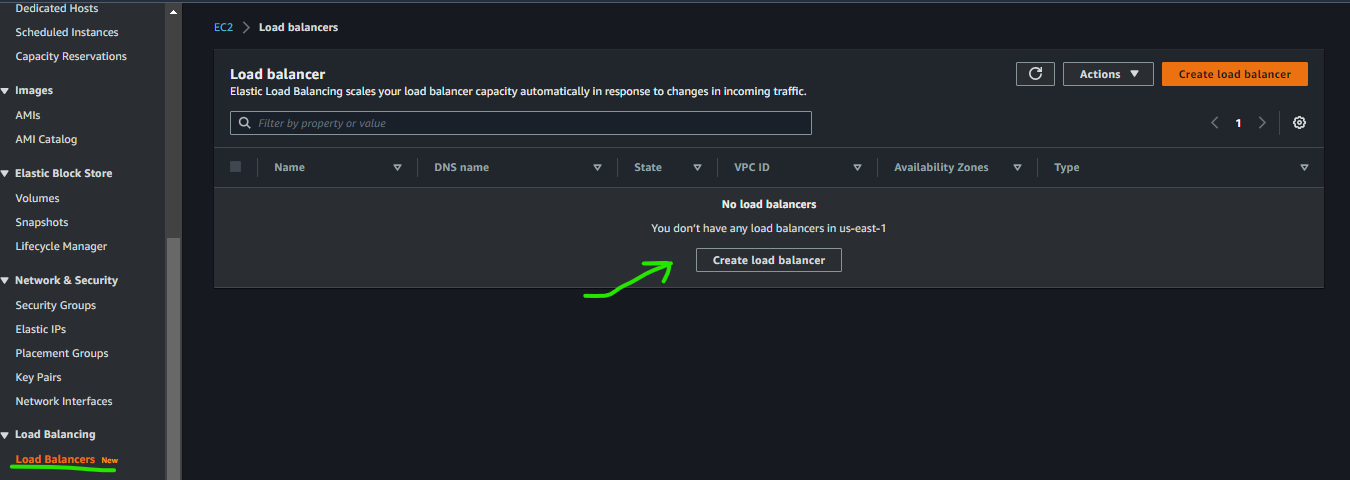 Dedicated Hosts
Scheduled Instances
Capacity Reservations
Images
AMIs
AMI Catalog
Elastic Block Store
Volumes
Snapshots
Lifecycle Manager
Network & Security
Security Groups
Elastic IPs
Placement Groups
Key Pairs
Network Interfaces
Load Balancing
Load Balancers New
EC2 Load balancers
Load balancer
Elastic Load Balancing scales your load balancer capacity automatically in response to changes in incoming traffic.
Actions Create load balancer
Filter by property or value
1
Name DNS name State VPC ID Availability Zones Type
No load balancers
You don't have any load balancers in us-east-1
Create load balancer